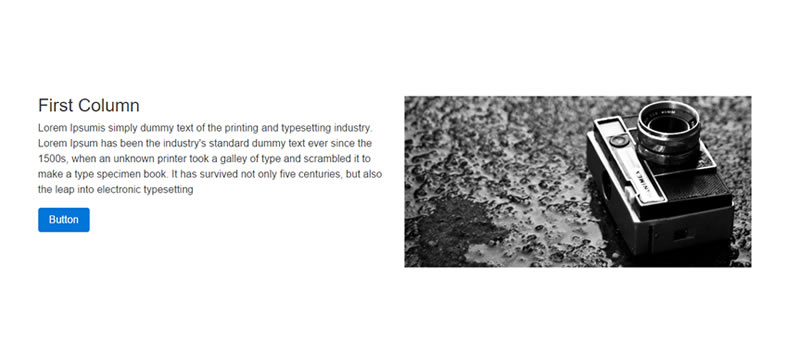 First Column
Lorem Ipsumis simply dummy text of the printing and typesetting industry.
Lorem Ipsum has been the industry's standard dummy text ever since the
1500s, when an unknown printer took a galley of type and scrambled it to
make a type specimen book. It has survived not only five centuries, but also
the leap into electronic typesetting
Button